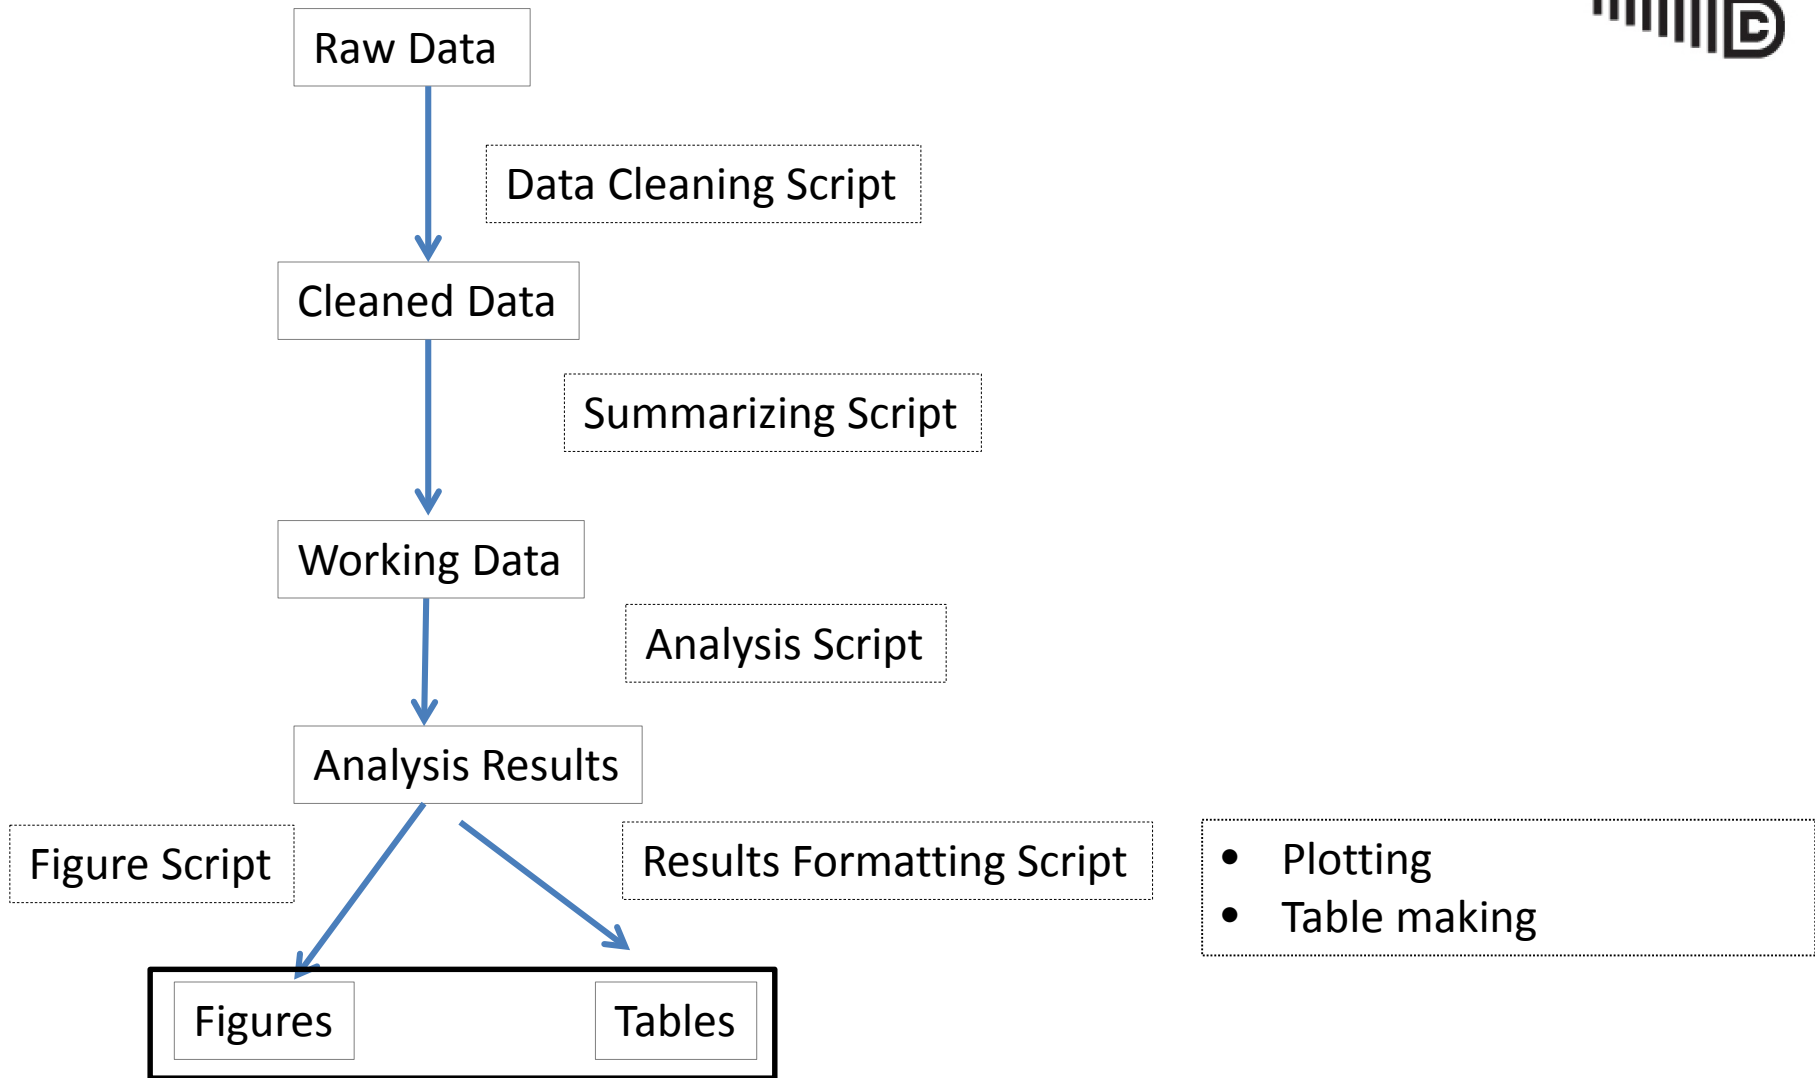 Raw Data
Data Cleaning Script
Cleaned Data
Summarizing Script
Working Data
Analysis Script
Analysis Results
Figure Script
Results Formatting Script
• Plotting
• Table making
Figures
Tables